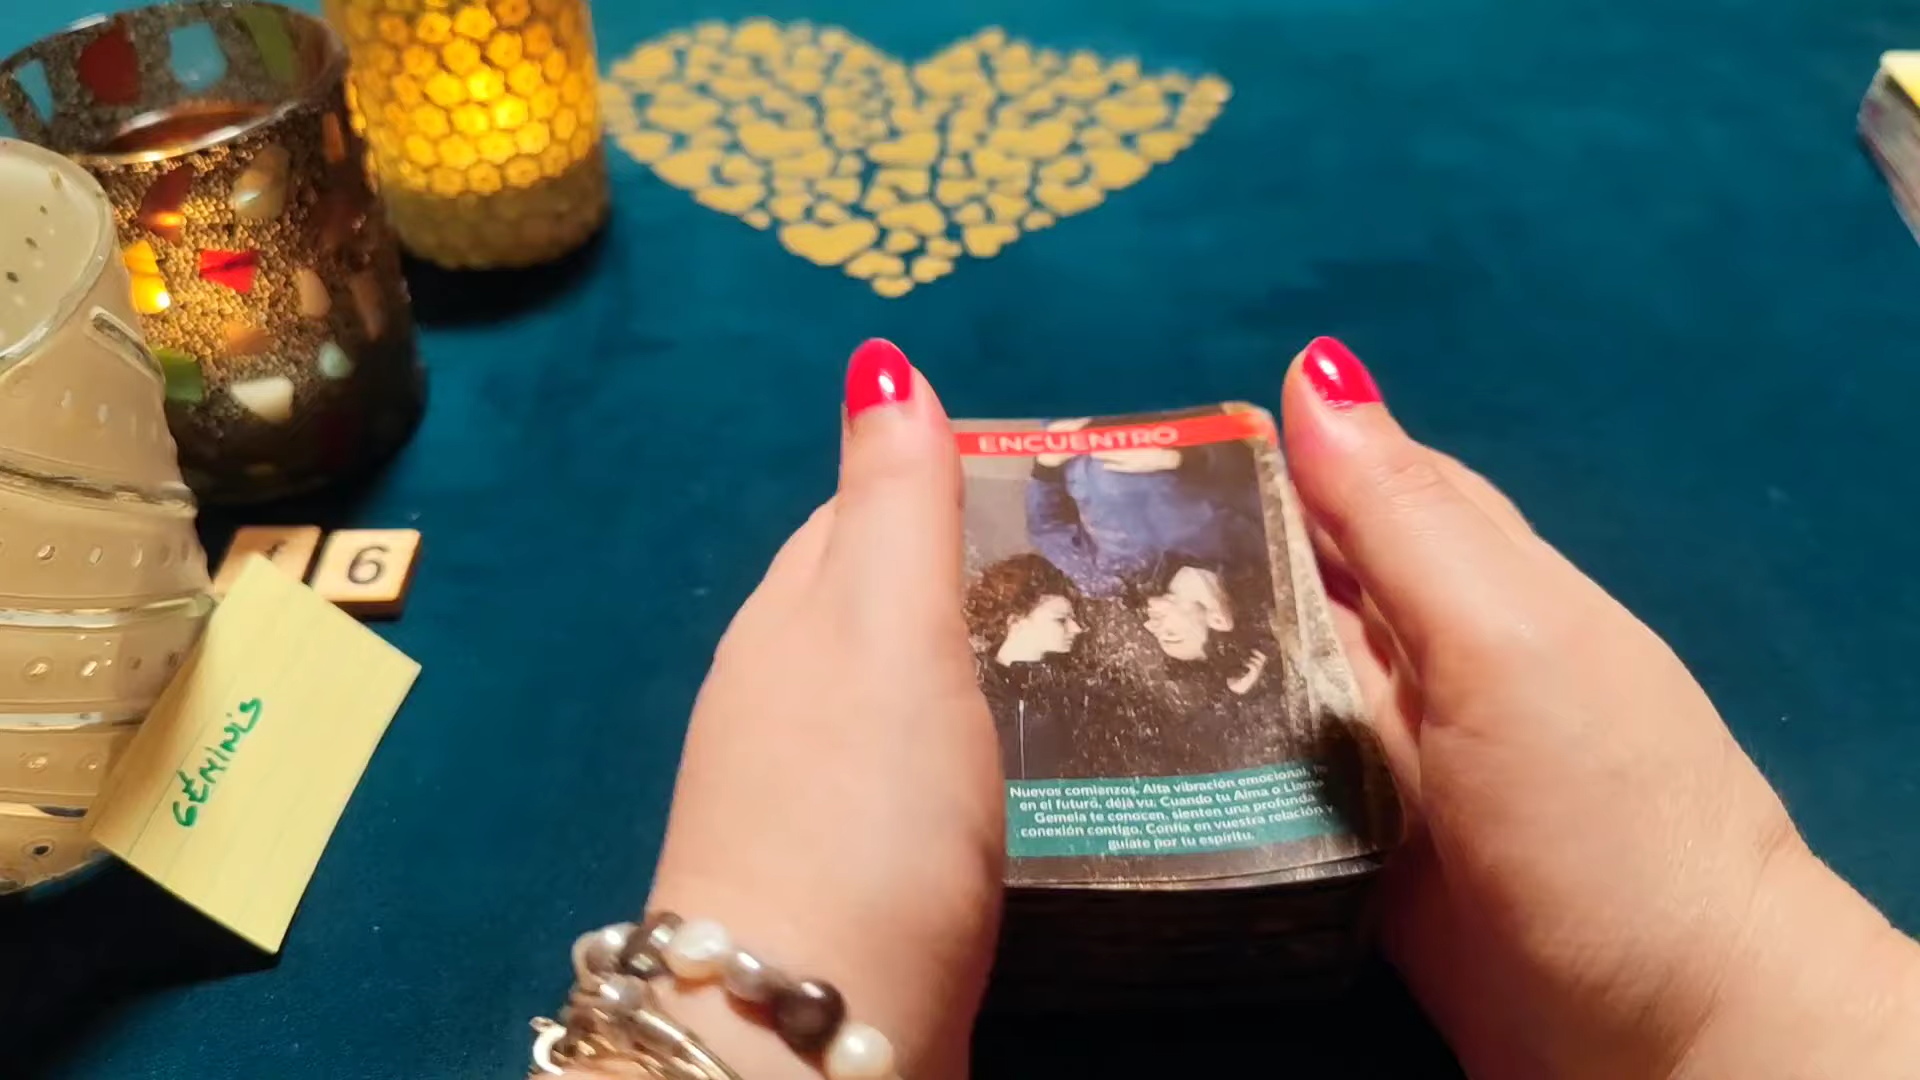 ENCUENTRO
6
GÉMINIS
Nuevos comienzos. Alta vibración emocional,
en el futuro, déjà vu. Cuando tu Alma o Llama
Gemela te conocen, sienten una profunda
conexión contigo. Confía en vuestra relación y
guíate por tu espíritu.